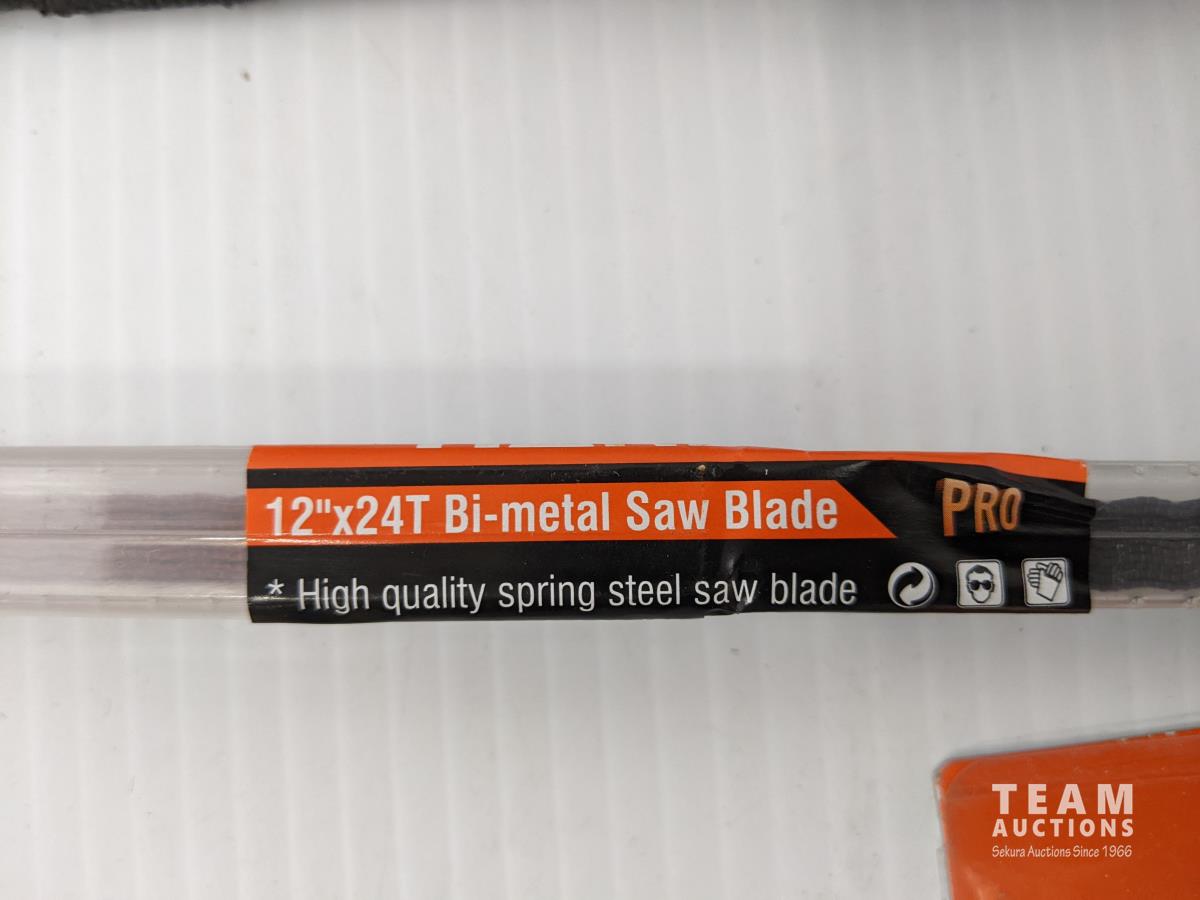 12"x24T Bi-metal Saw Blade
PRO
* High quality spring steel saw blade
TEAM
AUCTIONS
Sekura Auctions Since 1966